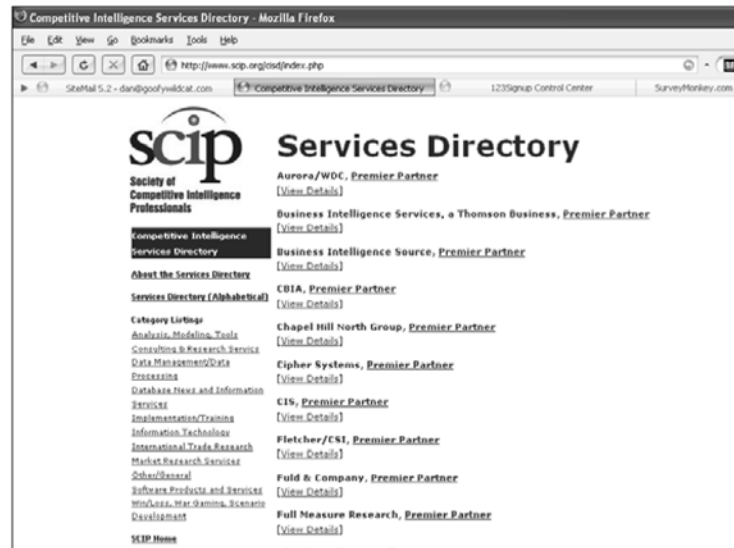 Competitive Intelligence Services Directory - Mozilla Firefox
File Edit View Go Bookmarks Tools Help
http://www.scip.org/cisd/index.php
SiteMail 5.2 - dan@goofywildcat.com
Competitive Intelligence Services Directory
123Signup Control Center
SurveyMonkey.com
scip
Society of
Competitive Intelligence
Professionals
Competitive Intelligence
Services Directory
About the Services Directory
Services Directory (Alphabetical)
Category Listings
Analysis, Modeling, Tools
Consulting & Research Servics
Data Management/Data
Processing
Database News and Information
Services
Implementation/Training
Information Technology
International Trade Research
Market Research Services
Other/General
Software Products and Services
Win/Loss, War Gaming, Scenario
Development
SCIP Home
Services Directory
Aurora/WDC, Premier Partner
[View Details]
Business Intelligence Services, a Thomson Business, Premier Partner
[View Details]
Business Intelligence Source, Premier Partner
[View Details]
CBIA, Premier Partner
[View Details]
Chapel Hill North Group, Premier Partner
[View Details]
Cipher Systems, Premier Partner
[View Details]
CIS, Premier Partner
[View Details]
Fletcher/CSI, Premier Partner
[View Details]
Fuld & Company, Premier Partner
[View Details]
Full Measure Research, Premier Partner
[View Details]